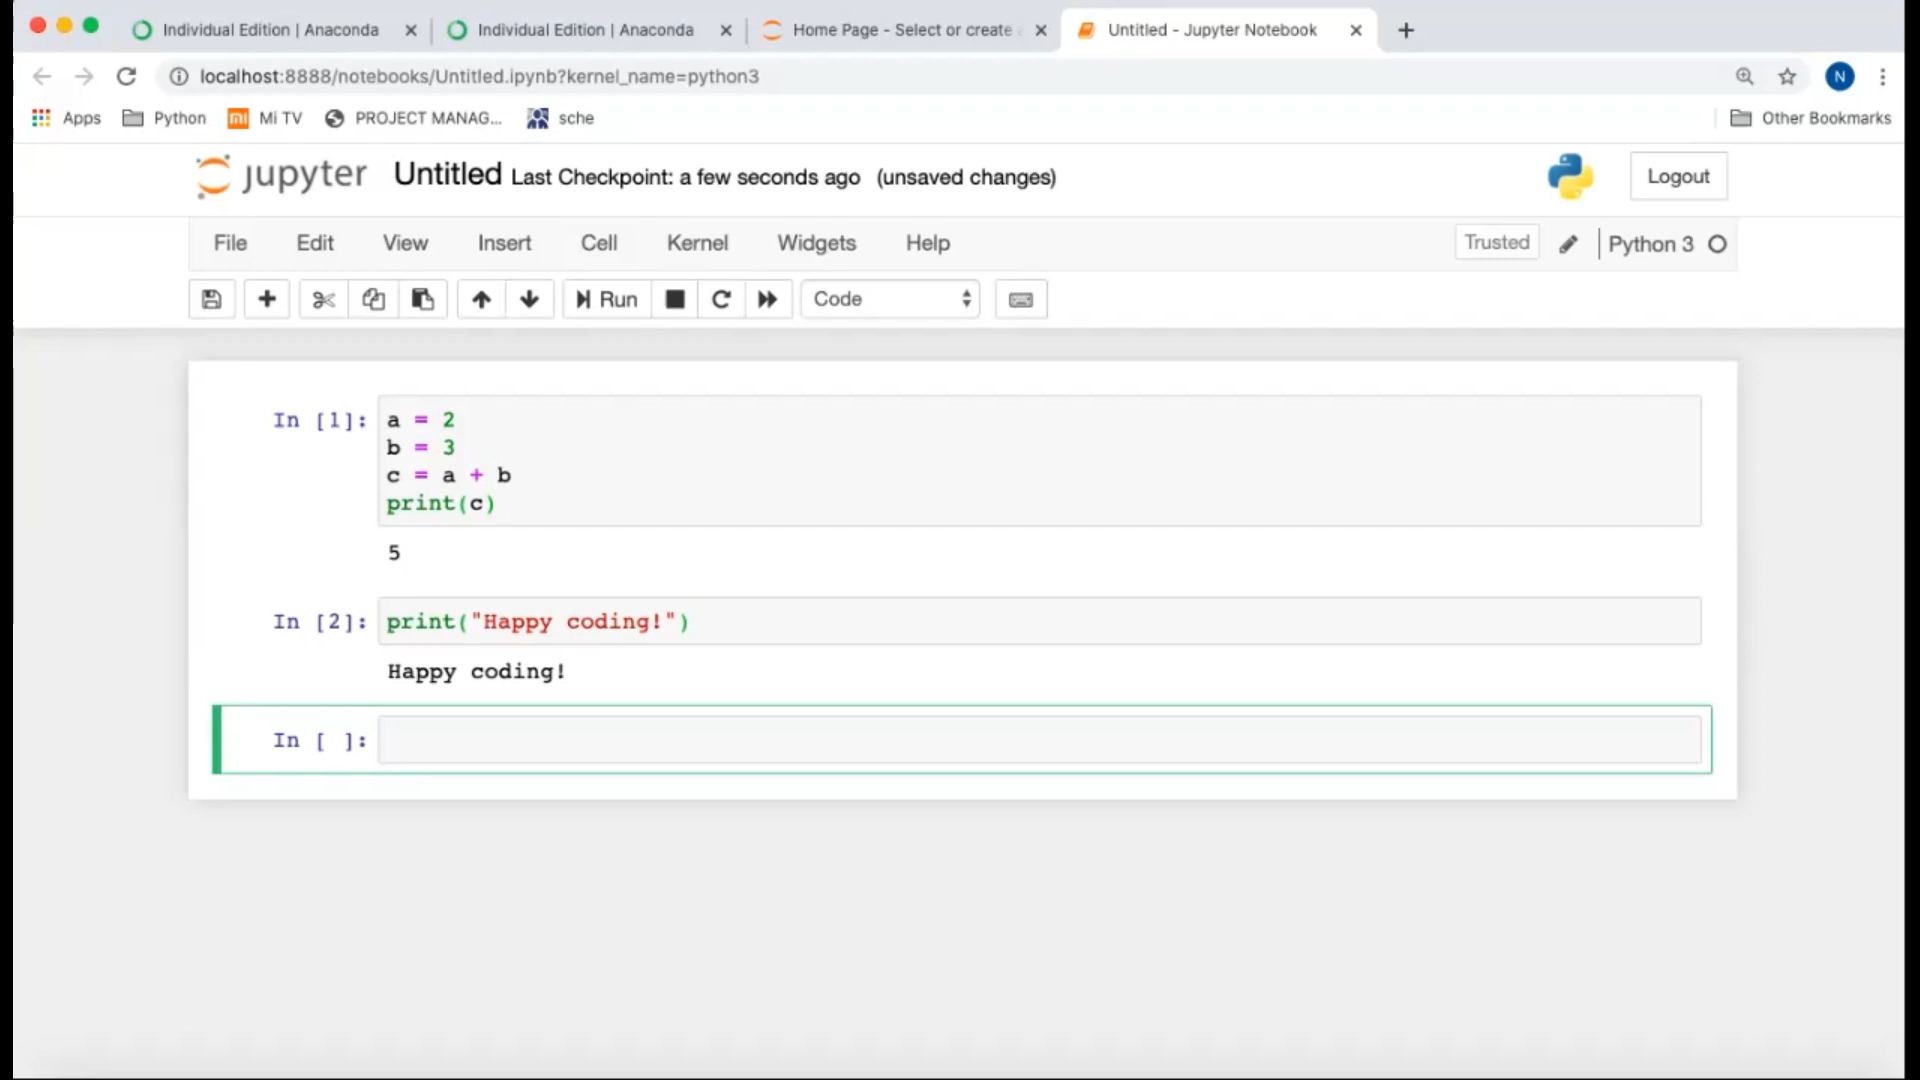 Individual Edition | Anaconda
Individual Edition | Anaconda
Home Page - Select or create
Untitled - Jupyter Notebook
localhost:8888/notebooks/Untitled.ipynb?kernel_name=python3
N
Apps
Python
mi
Mi TV
PROJECT MANAG...
sche
Other Bookmarks
jupyter
Untitled Last Checkpoint: a few seconds ago (unsaved changes)
Logout
File Edit View Insert Cell Kernel Widgets Help
Trusted
Python 3
Run
Code
In [1]: a = 2
b = 3
c = a + b
print(c)
5
In [2]: print("Happy coding!")
Happy coding!
In [ ]: